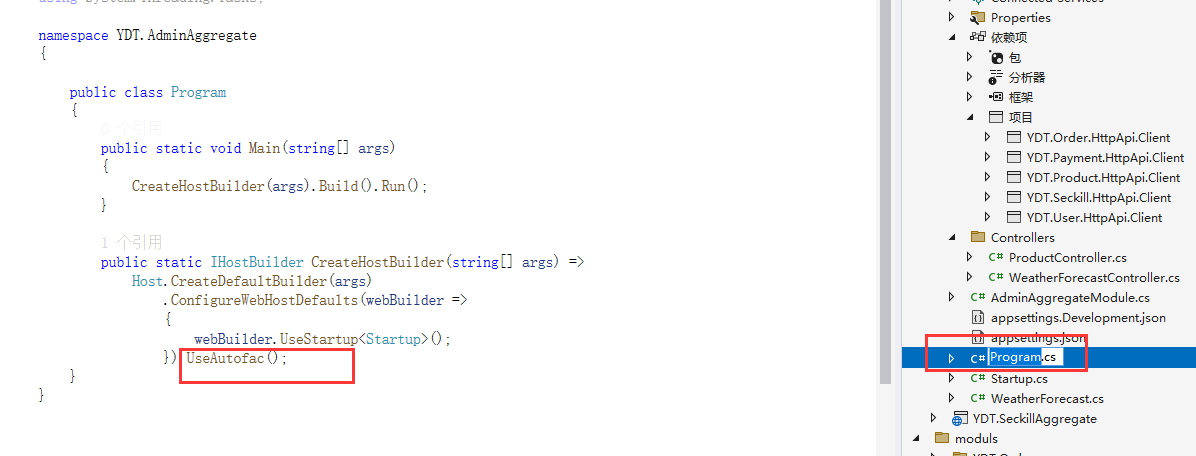 using System.Threading.Tasks;
namespace YDT.AdminAggregate
{
public class Program
{
0 个引用
public static void Main(string[] args)
{
CreateHostBuilder(args).Build().Run();
}
1 个引用
public static IHostBuilder CreateHostBuilder(string[] args) =>
Host.CreateDefaultBuilder(args)
.ConfigureWebHostDefaults(webBuilder =>
{
webBuilder.UseStartup<Startup>();
}) UseAutofac();
}
}
Connected Services
Properties
依赖项
包
分析器
框架
项目
YDT.Order.HttpApi.Client
YDT.Payment.HttpApi.Client
YDT.Product.HttpApi.Client
YDT.Seckill.HttpApi.Client
YDT.User.HttpApi.Client
Controllers
C# ProductController.cs
C# WeatherForecastController.cs
C# AdminAggregateModule.cs
appsettings.Development.json
appsettings.json
C# Program.cs
C# Startup.cs
C# WeatherForecast.cs
YDT.SeckillAggregate
moduls